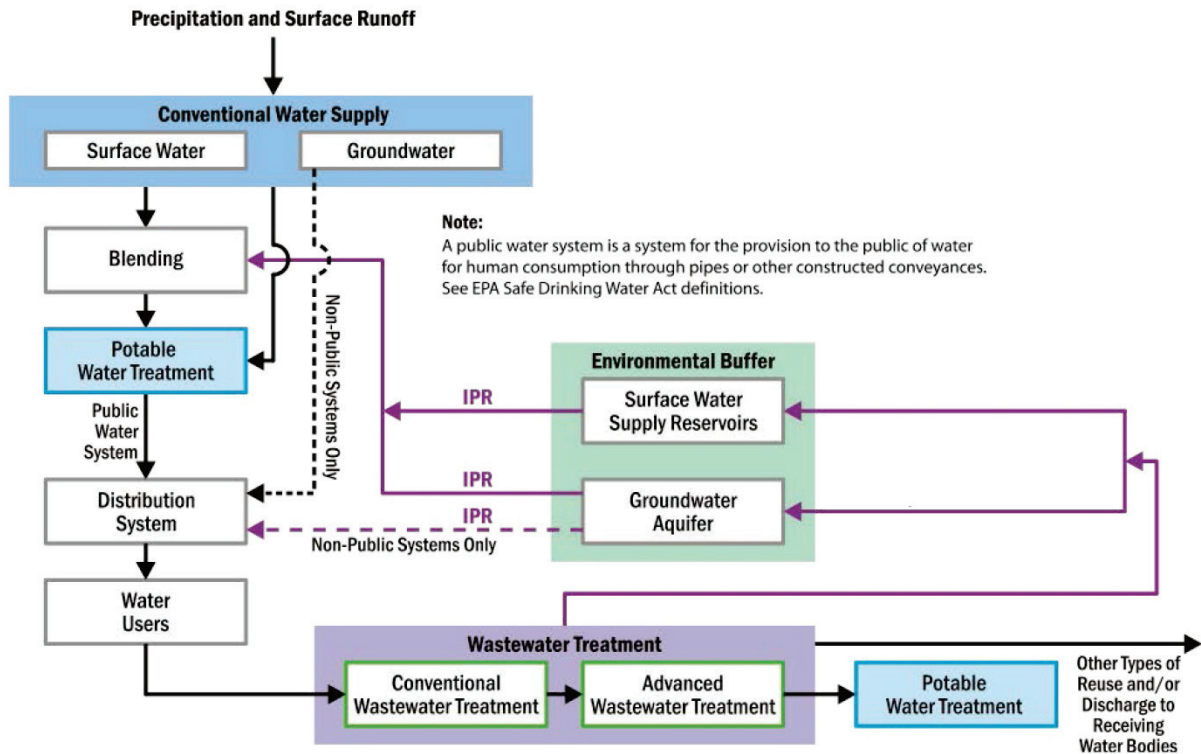 Precipitation and Surface Runoff
Conventional Water Supply
Surface Water
Groundwater
Blending
Note:
A public water system is a system for the provision to the public of water
for human consumption through pipes or other constructed conveyances.
See EPA Safe Drinking Water Act definitions.
Non-Public Systems Only
Potable
Water Treatment
Environmental Buffer
IPR
Surface Water
Supply Reservoirs
Public
Water
System
IPR
Groundwater
Aquifer
Distribution
System
IPR
Non-Public Systems Only
Water
Users
Wastewater Treatment
Conventional
Wastewater Treatment
Advanced
Wastewater Treatment
Potable
Water Treatment
Other Types of
Reuse and/or
Discharge to
Receiving
Water Bodies